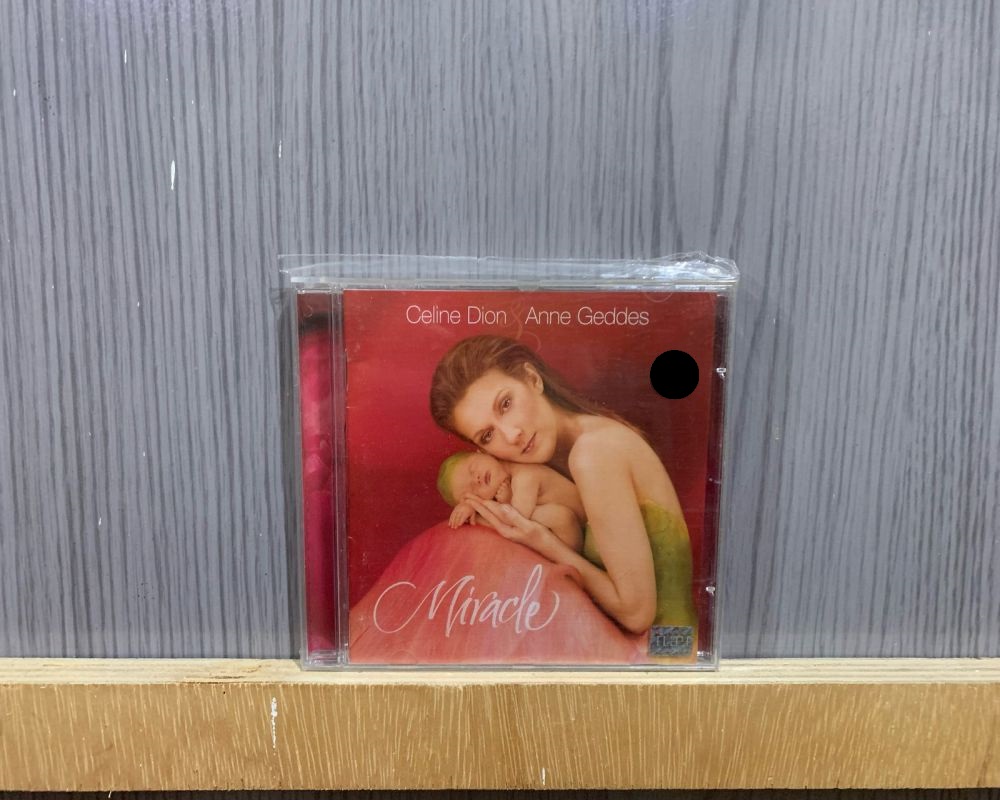 Celine Dion & Anne Geddes
Miracle